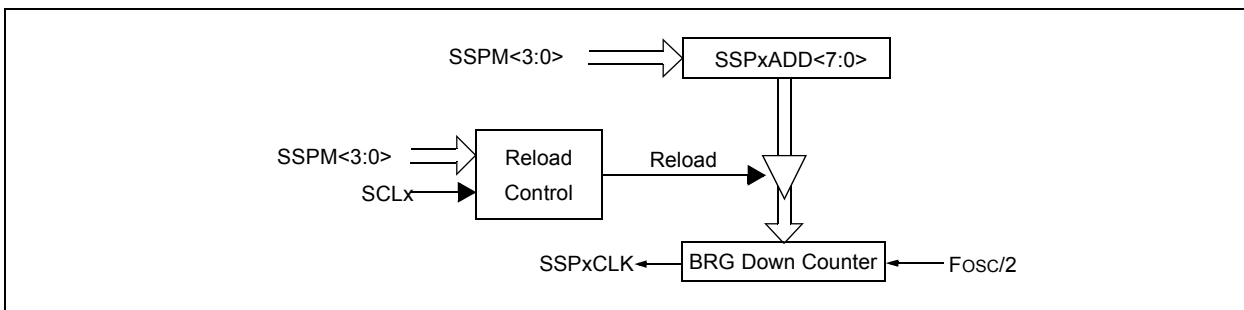 SSPM<3:0>
SSPxADD<7:0>
SSPM<3:0>
SCLx
Reload
Control
Reload
SSPxCLK
BRG Down Counter
FOSC/2